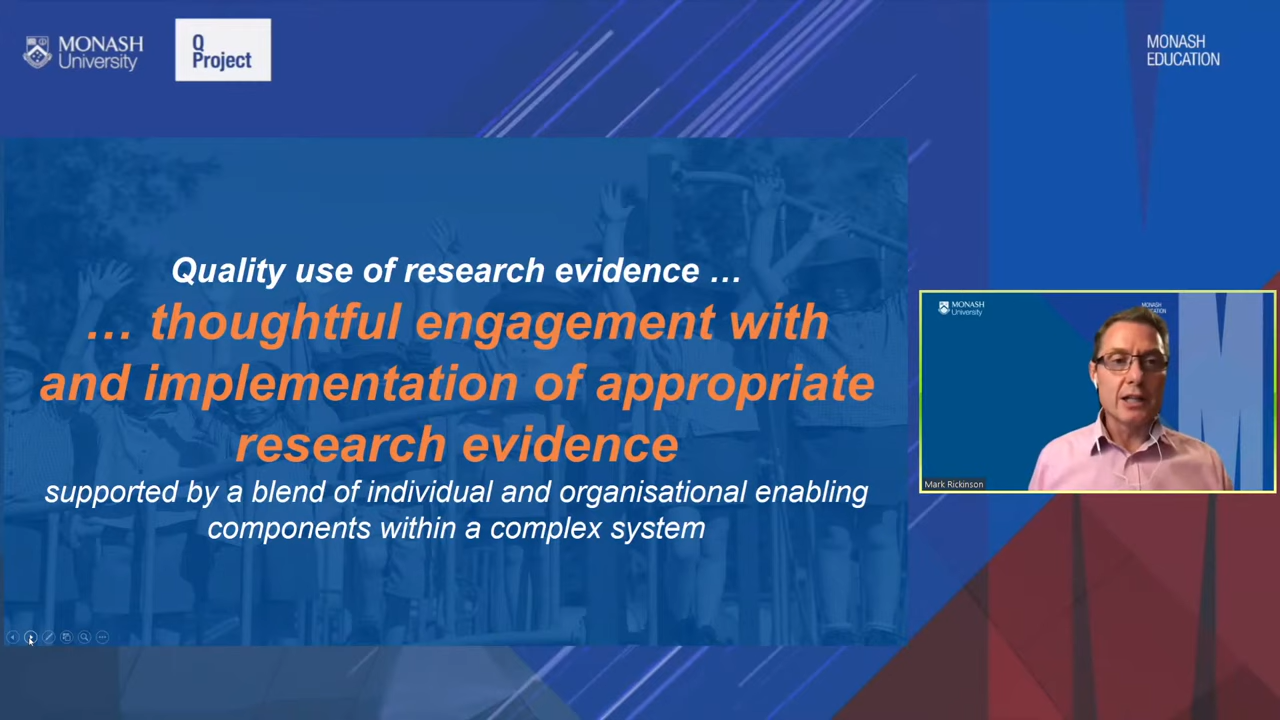 MONASH
University
Q
Project
MONASH
EDUCATION
Quality use of research evidence …
… thoughtful engagement with
and implementation of appropriate
research evidence
supported by a blend of individual and organisational enabling
components within a complex system
MONASH
University
MONASH
Mark Rickinson